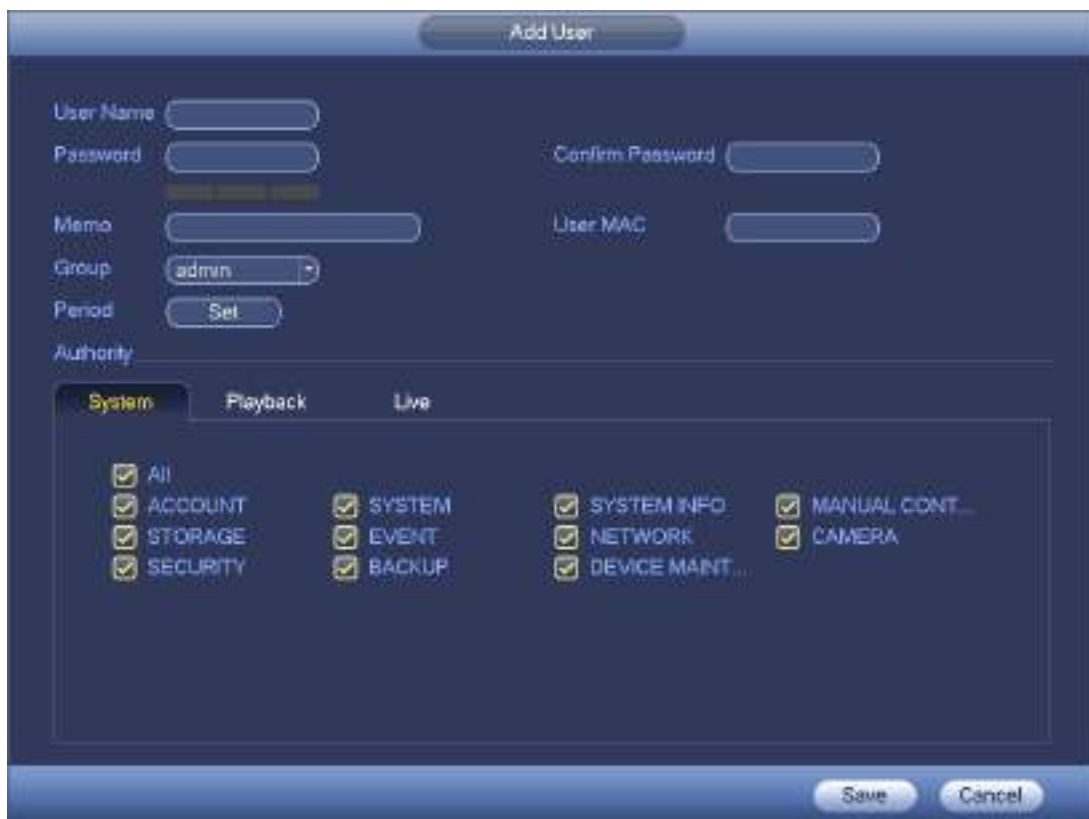 Add User
User Name
Password Confirm Password
Memo User MAC
Group admin
Period Set
Authority
System Playback Live
All
ACCOUNT SYSTEM SYSTEM INFO MANUAL CONT...
STORAGE EVENT NETWORK CAMERA
SECURITY BACKUP DEVICE MAINT...
Save Cancel